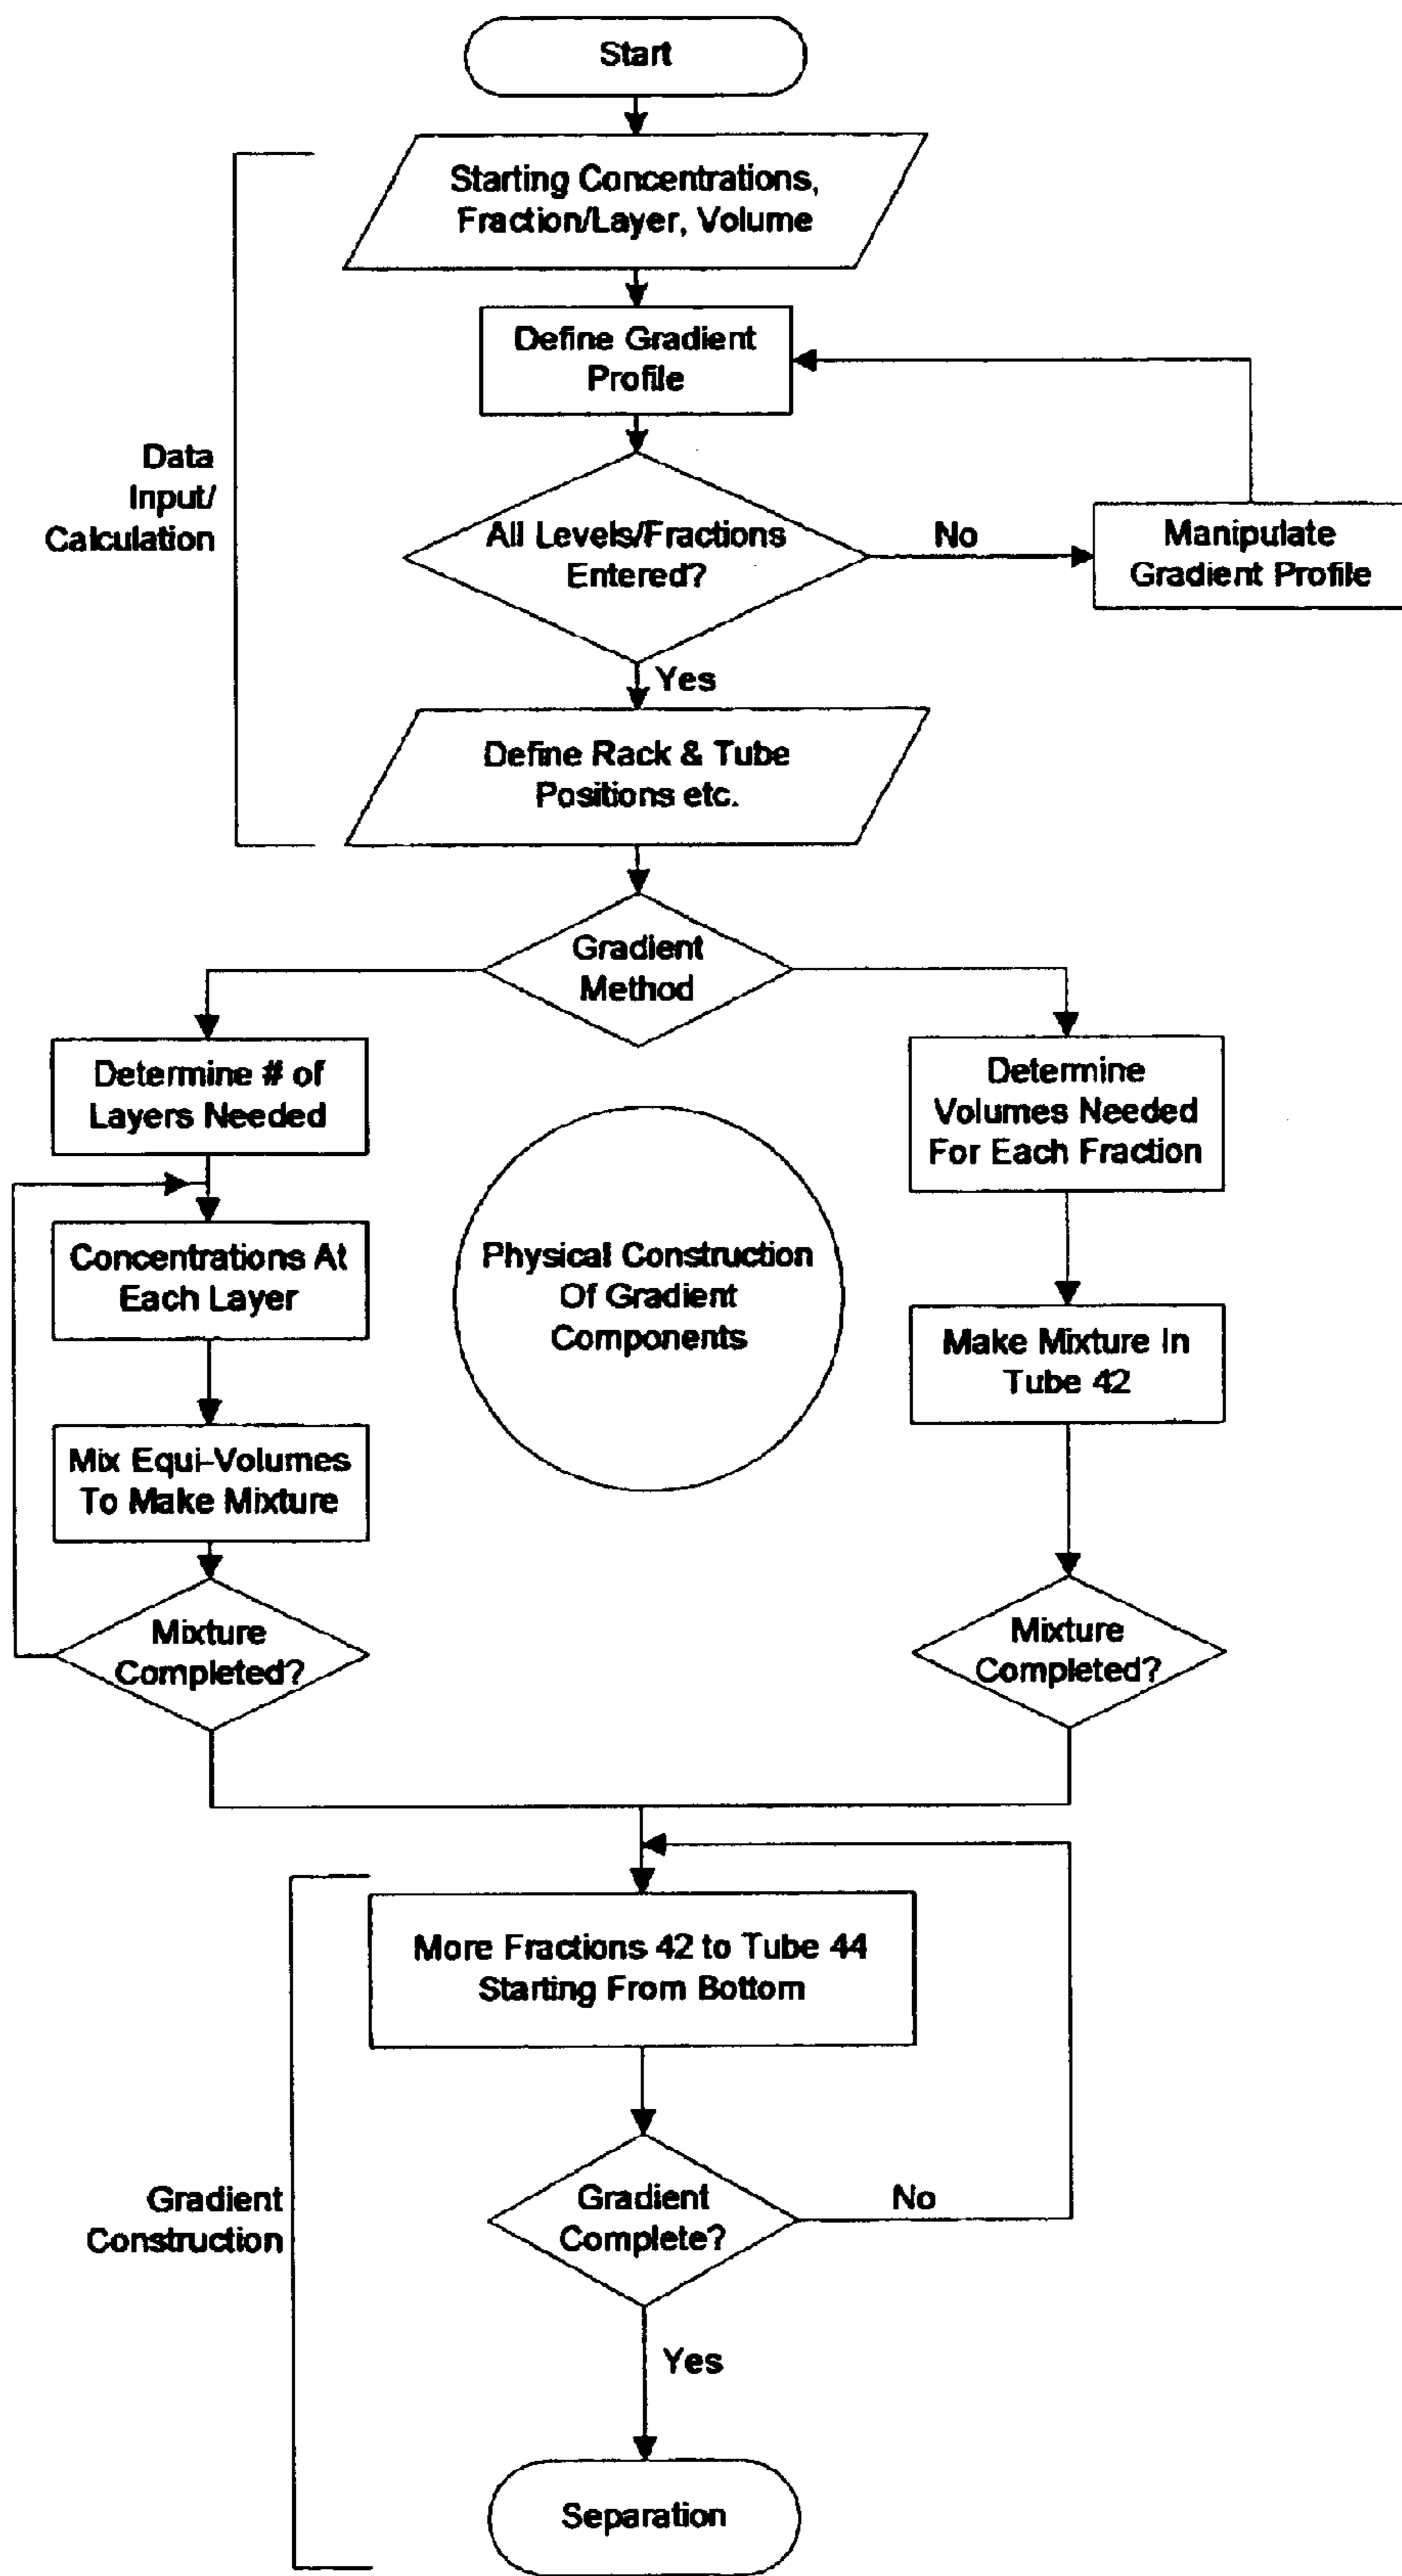 Start
Starting Concentrations,
Fraction/Layer, Volume
Define Gradient
Profile
Data
Input/
Calculation
All Levels/Fractions
Entered?
No
Manipulate
Gradient Profile
Yes
Define Rack & Tube
Positions etc.
Gradient
Method
Determine # of
Layers Needed
Determine
Volumes Needed
For Each Fraction
Concentrations At
Each Layer
Physical Construction
Of Gradient
Components
Make Mixture In
Tube 42
Mix Equi-Volumes
To Make Mixture
Mixture
Completed?
Mixture
Completed?
More Fractions 42 to Tube 44
Starting From Bottom
Gradient
Construction
Gradient
Complete?
No
Yes
Separation